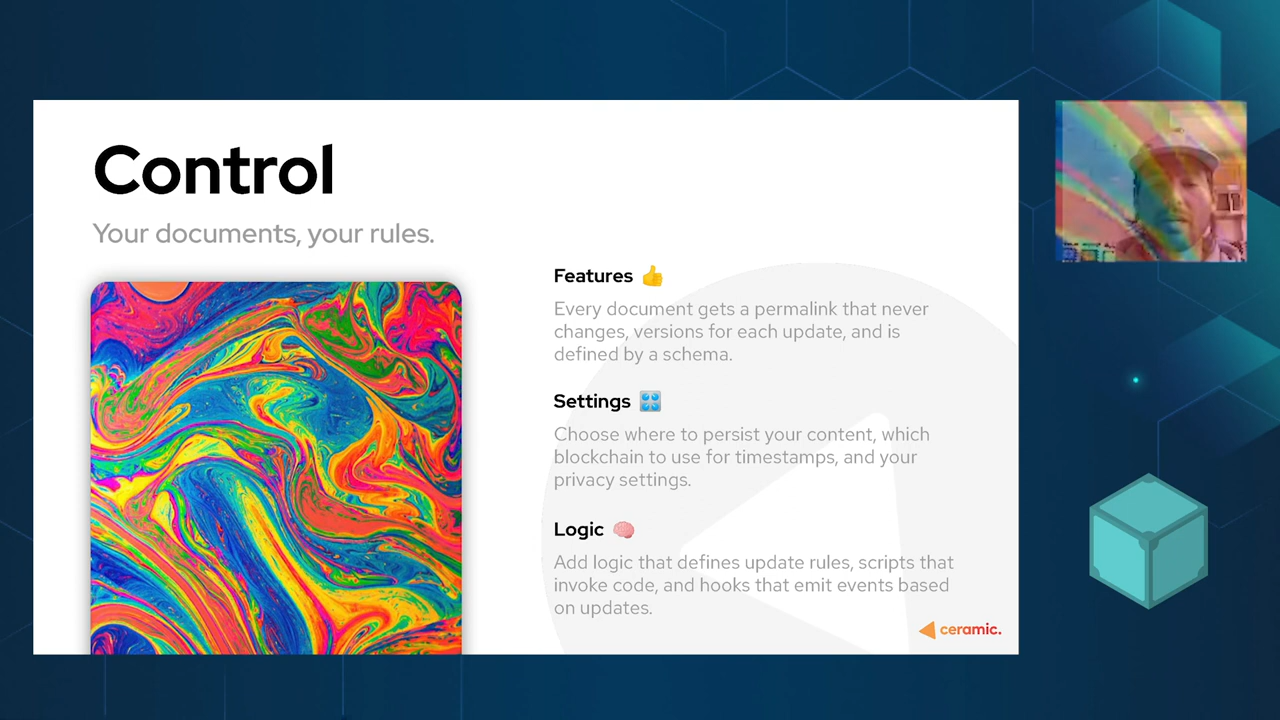 Control
Your documents, your rules.
Features 👍
Every document gets a permalink that never
changes, versions for each update, and is
defined by a schema.
Settings 🎛️
Choose where to persist your content, which
blockchain to use for timestamps, and your
privacy settings.
Logic 🧠
Add logic that defines update rules, scripts that
invoke code, and hooks that emit events based
on updates.
ceramic.